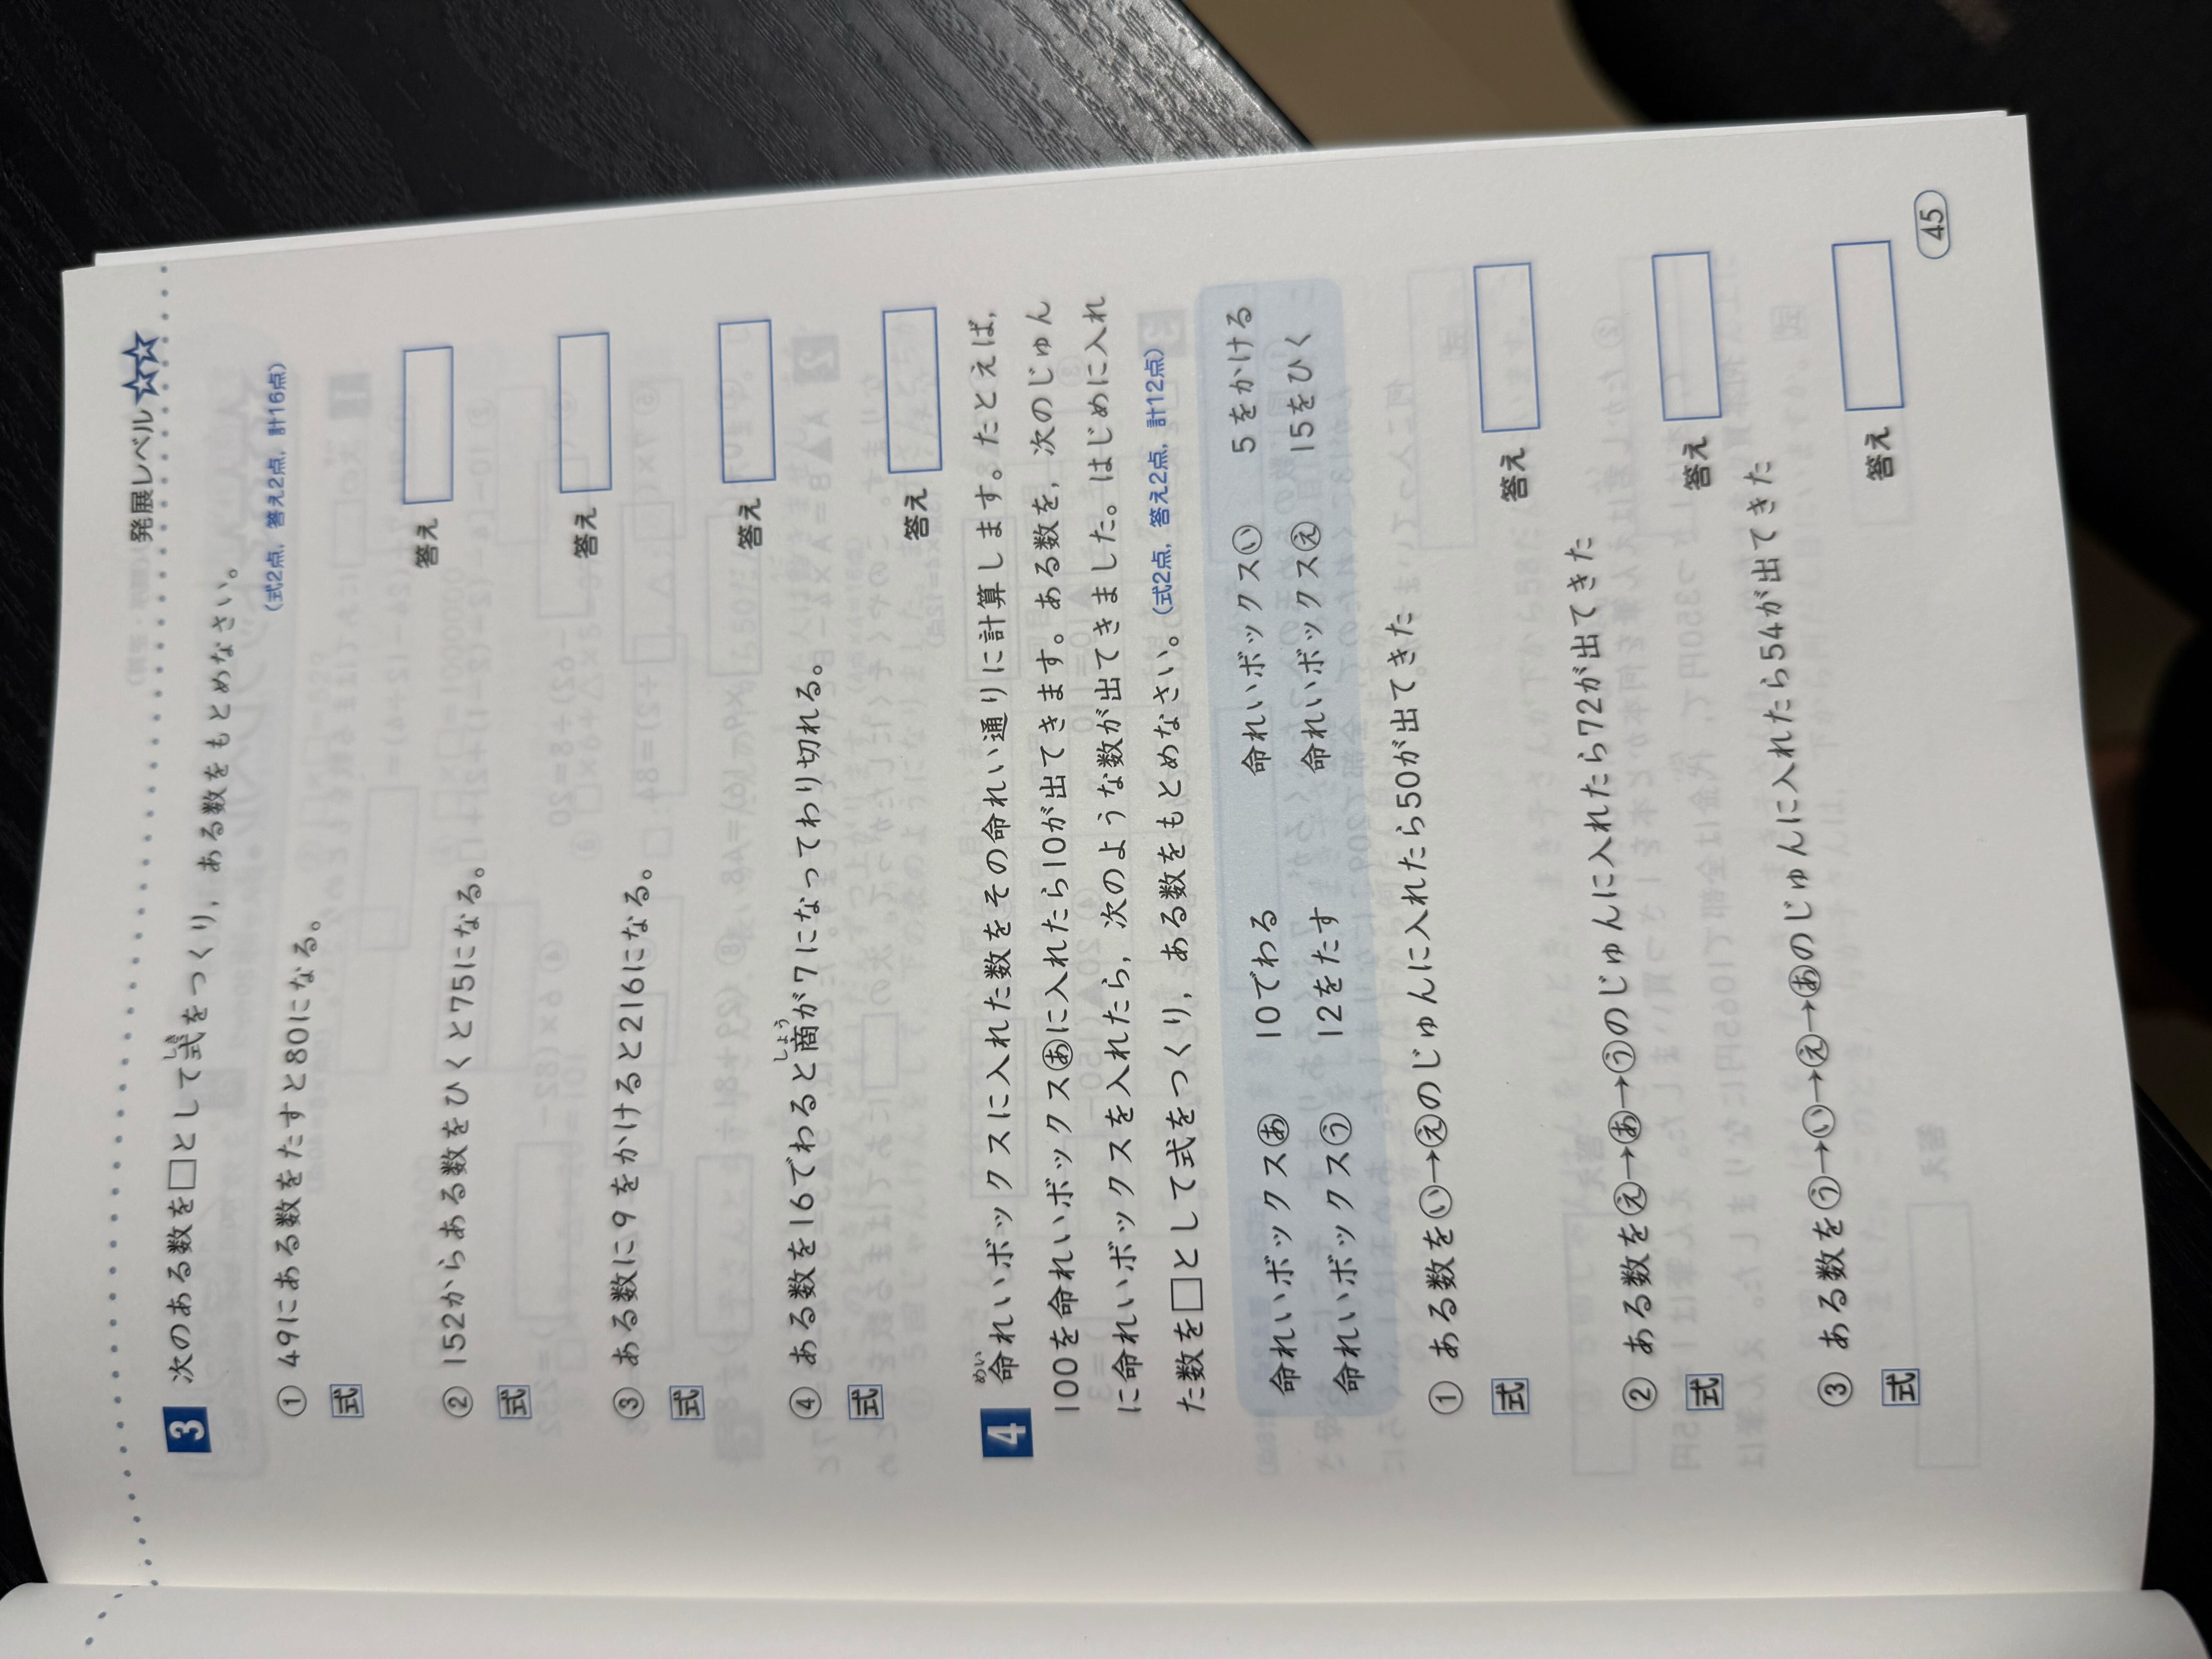 発展レベル☆☆
3 次のある数を□として式をつくり，ある数をもとめなさい。
しき
（式2点，答え2点，計16点）
① 49にある数をたすと80になる。
式
答え
② 152からある数をひくと75になる。
式
答え
③ ある数に9をかけると216になる。
式
答え
④ ある数を16でわると商が7になってわり切れる。
しょう
式
答え
4 命れいボックスに入れた数をその命れい通りに計算します。たとえば，
めい
100を命れいボックスあに入れたら10が出てきます。ある数を，次のじゅん
に命れいボックスを入れたら，次のような数が出てきました。はじめに入れ
た数を□として式をつくり，ある数をもとめなさい。（式2点，答え2点，計12点）
命れいボックスあ 10でわる 命れいボックスい 5をかける
命れいボックスう 12をたす 命れいボックスえ 15をひく
① ある数をい→えのじゅんに入れたら50が出てきた
式
答え
② ある数をえ→あ→うのじゅんに入れたら72が出てきた
式
答え
③ ある数をう→い→え→あのじゅんに入れたら54が出てきた
式
答え
45